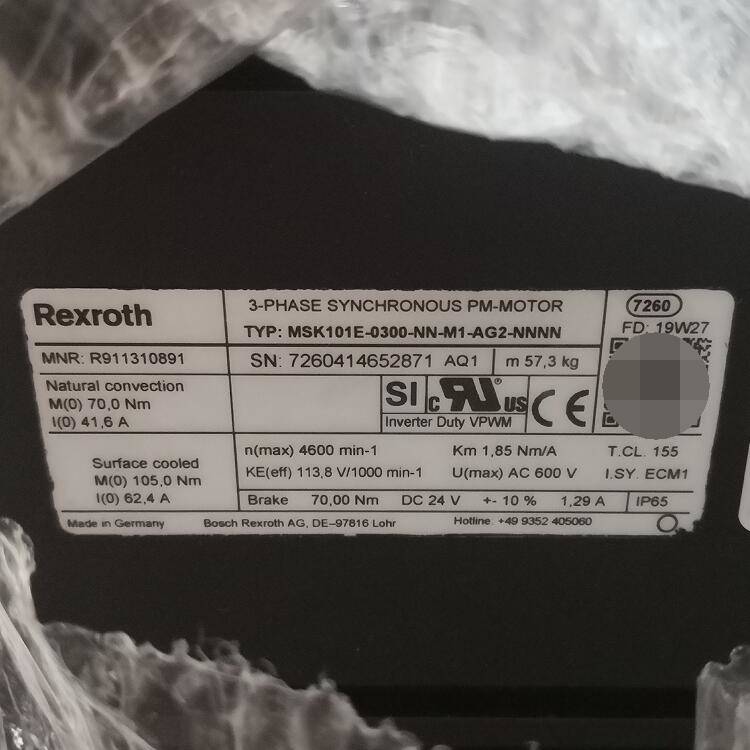 Rexroth
3-PHASE SYNCHRONOUS PM-MOTOR
TYP: MSK101E-0300-NN-M1-AG2-NNNN
7260
FD: 19W27
MNR: R911310891
SN: 7260414652871 AQ1
m 57,3 kg
Natural convection
M(0) 70,0 Nm
I(0) 41,6 A
SI
c RU® US
Inverter Duty VPWM
CE
Surface cooled
M(0) 105,0 Nm
I(0) 62,4 A
n(max) 4600 min-1 Km 1,85 Nm/A T.CL. 155
KE(eff) 113,8 V/1000 min-1 U(max) AC 600 V I.SY. ECM1
Brake 70,00 Nm DC 24 V +- 10 % 1,29 A IP65
Made in Germany Bosch Rexroth AG, DE-97816 Lohr Hotline: +49 9352 405060